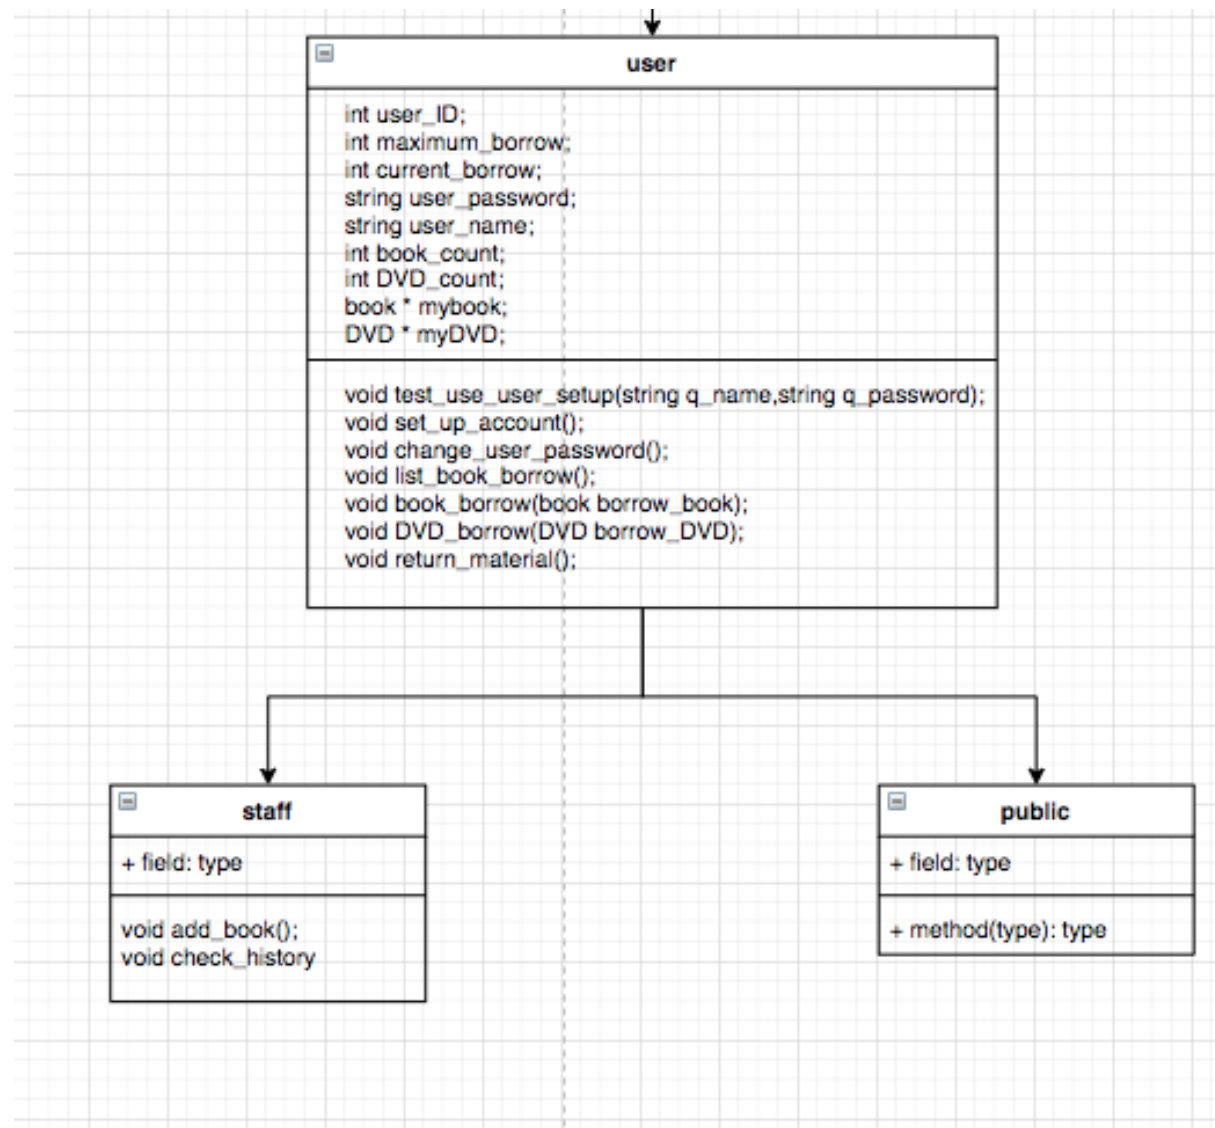 user
int user_ID;
int maximum_borrow;
int current_borrow;
string user_password;
string user_name;
int book_count;
int DVD_count;
book * mybook;
DVD * myDVD;
void test_use_user_setup(string q_name,string q_password);
void set_up_account();
void change_user_password();
void list_book_borrow();
void book_borrow(book borrow_book);
void DVD_borrow(DVD borrow_DVD);
void return_material();
staff
+ field: type
void add_book();
void check_history
public
+ field: type
+ method(type): type